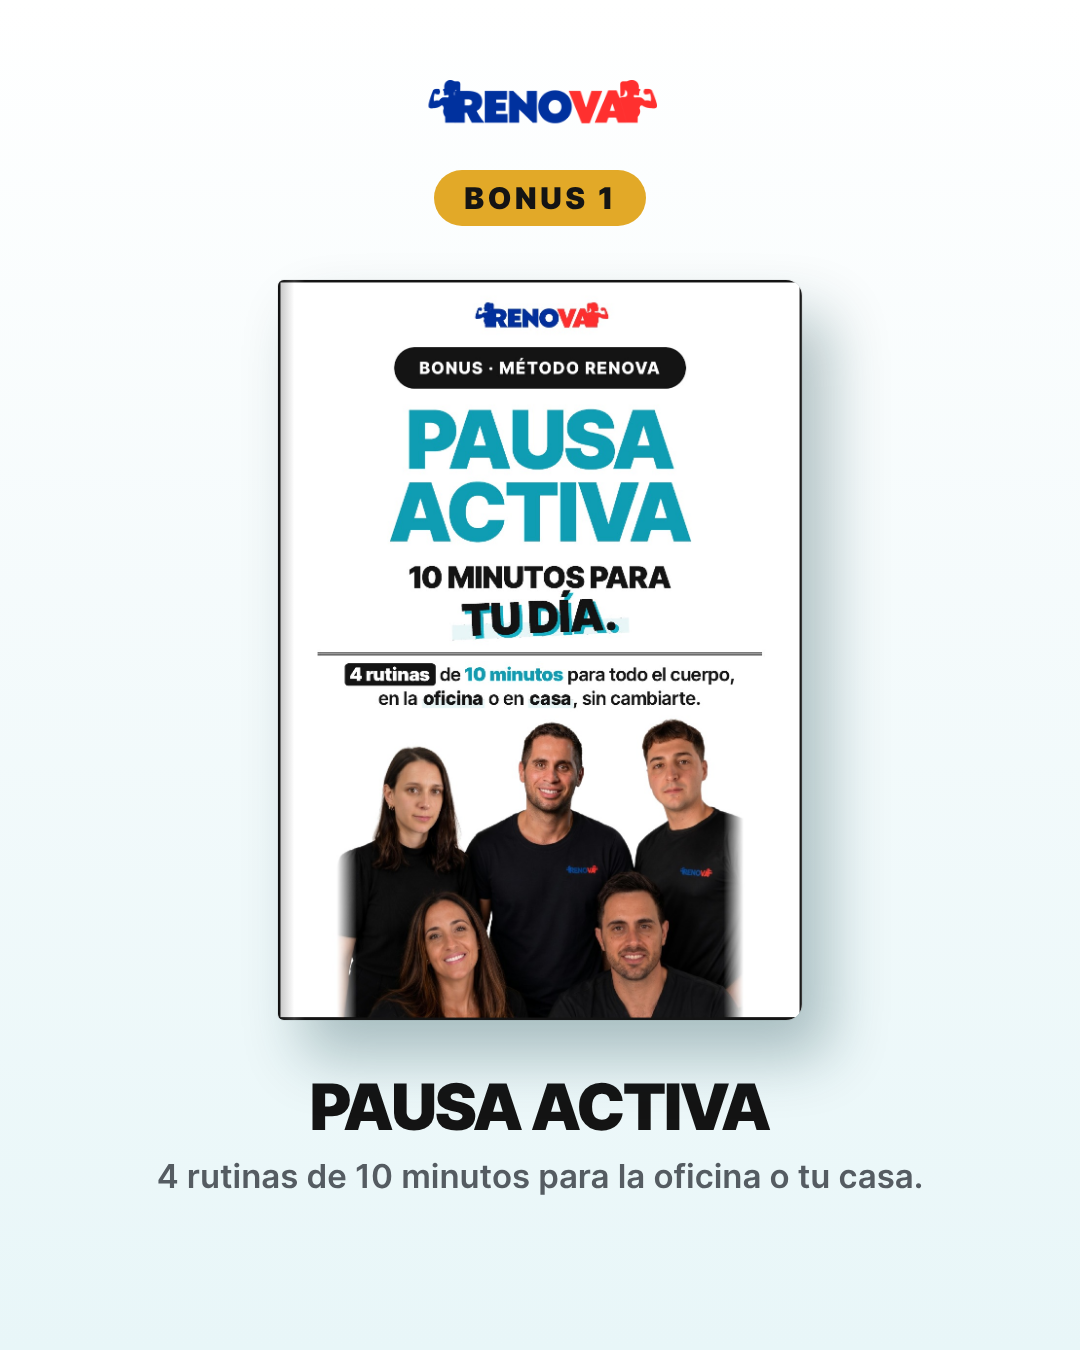 RENOVA
BONUS 1
RENOVA
BONUS · MÉTODO RENOVA
PAUSA
ACTIVA
10 MINUTOS PARA
TU DÍA.
4 rutinas de 10 minutos para todo el cuerpo,
en la oficina o en casa, sin cambiarte.
RENOVA
RENOVA
PAUSA ACTIVA
4 rutinas de 10 minutos para la oficina o tu casa.